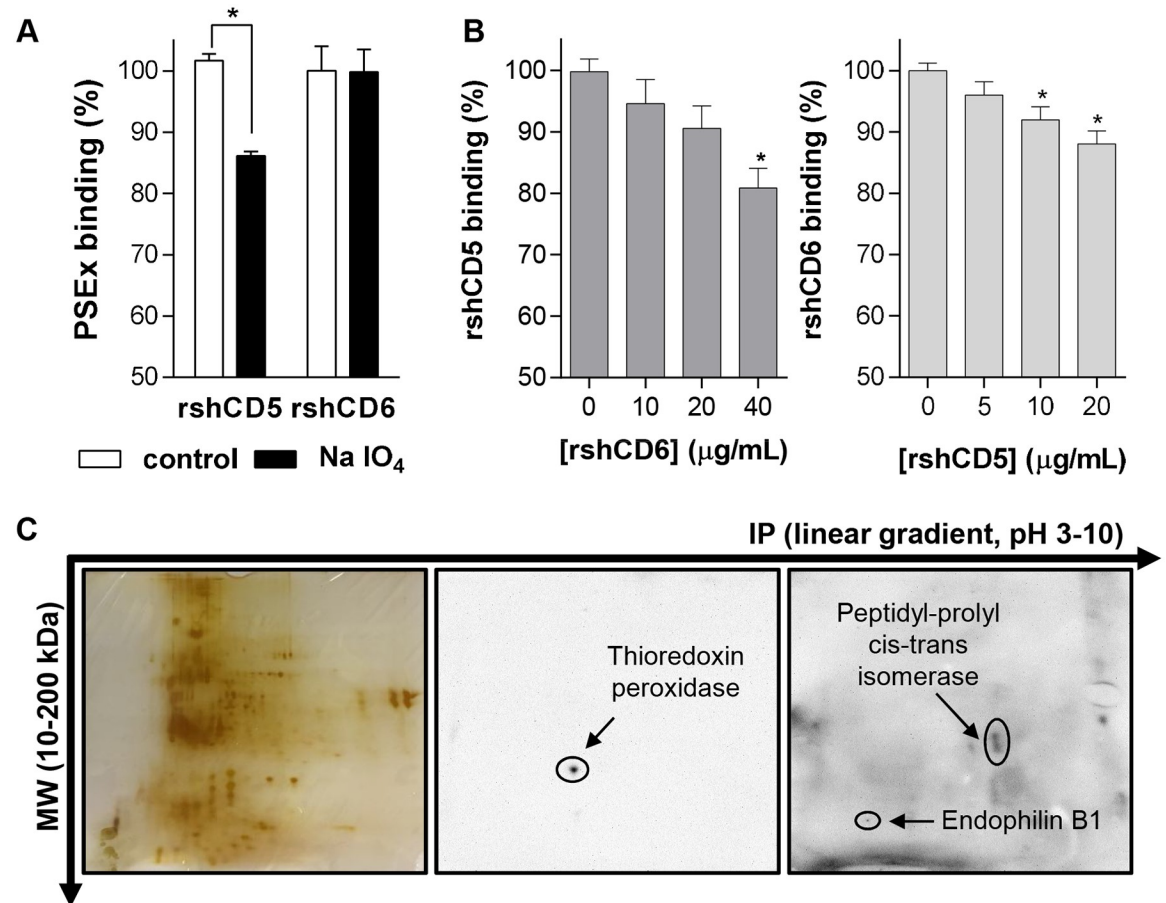 A
*
PSEx binding (%)
100
90
80
70
60
50
rshCD5 rshCD6
control Na IO₄
B
rshCD5 binding (%)
100
90
80
70
60
50
*
0 10 20 40
[rshCD6] (µg/mL)
rshCD6 binding (%)
100
90
80
70
60
50
* *
0 5 10 20
[rshCD5] (µg/mL)
C
IP (linear gradient, pH 3-10)
MW (10-200 kDa)
Thioredoxin
peroxidase
Peptidyl-prolyl
cis-trans
isomerase
Endophilin B1